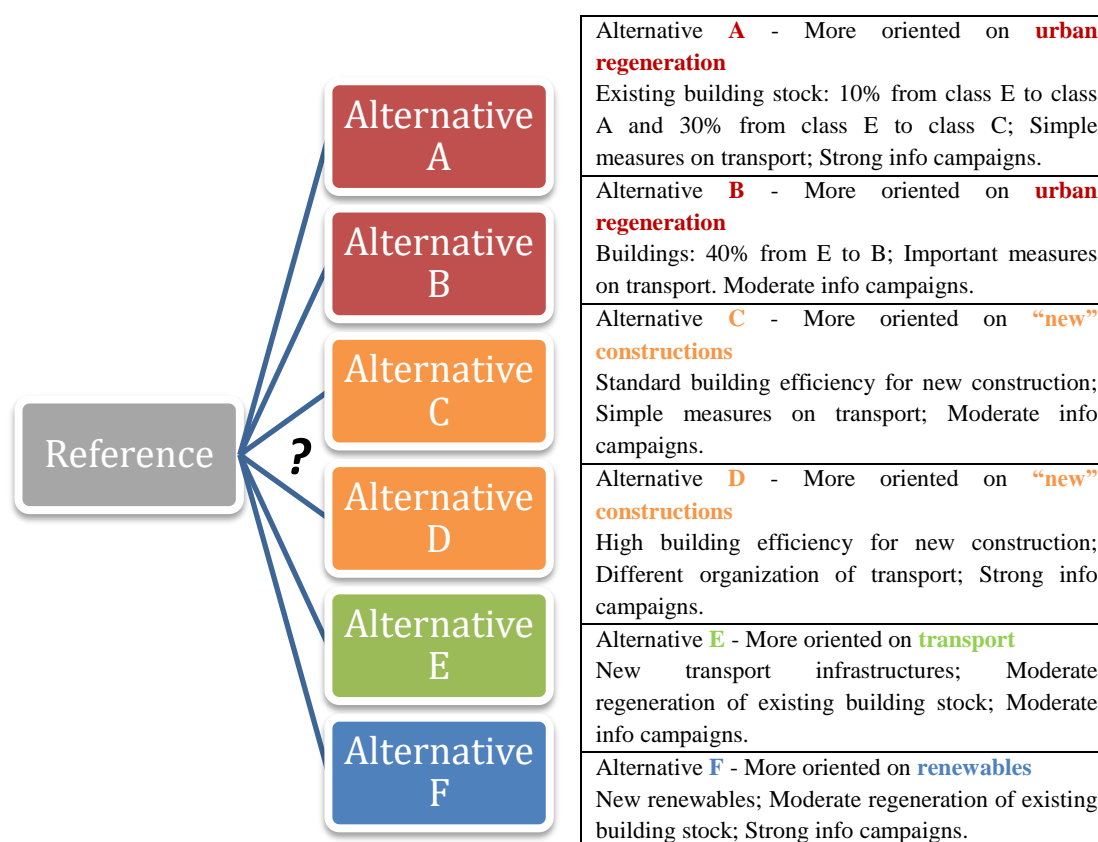 Reference
?
Alternative
A
Alternative
B
Alternative
C
Alternative
D
Alternative
E
Alternative
F
Alternative A - More oriented on urban
regeneration
Existing building stock: 10% from class E to class
A and 30% from class E to class C; Simple
measures on transport; Strong info campaigns.
Alternative B - More oriented on urban
regeneration
Buildings: 40% from E to B; Important measures
on transport. Moderate info campaigns.
Alternative C - More oriented on “new”
constructions
Standard building efficiency for new construction;
Simple measures on transport; Moderate info
campaigns.
Alternative D - More oriented on “new”
constructions
High building efficiency for new construction;
Different organization of transport; Strong info
campaigns.
Alternative E - More oriented on transport
New transport infrastructures; Moderate
regeneration of existing building stock; Moderate
info campaigns.
Alternative F - More oriented on renewables
New renewables; Moderate regeneration of existing
building stock; Strong info campaigns.